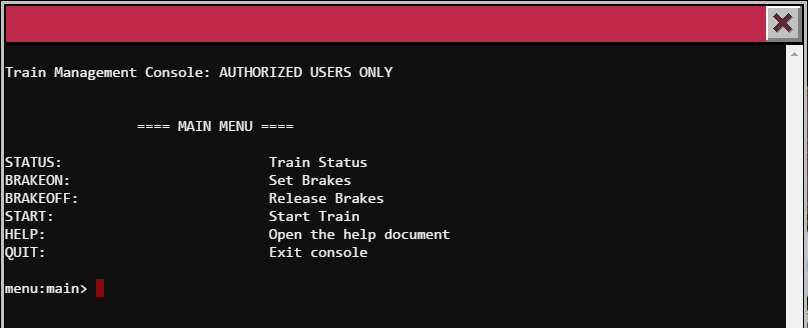 Train Management Console: AUTHORIZED USERS ONLY
==== MAIN MENU ====
STATUS: Train Status
BRAKEON: Set Brakes
BRAKEOFF: Release Brakes
START: Start Train
HELP: Open the help document
QUIT: Exit console
menu:main>